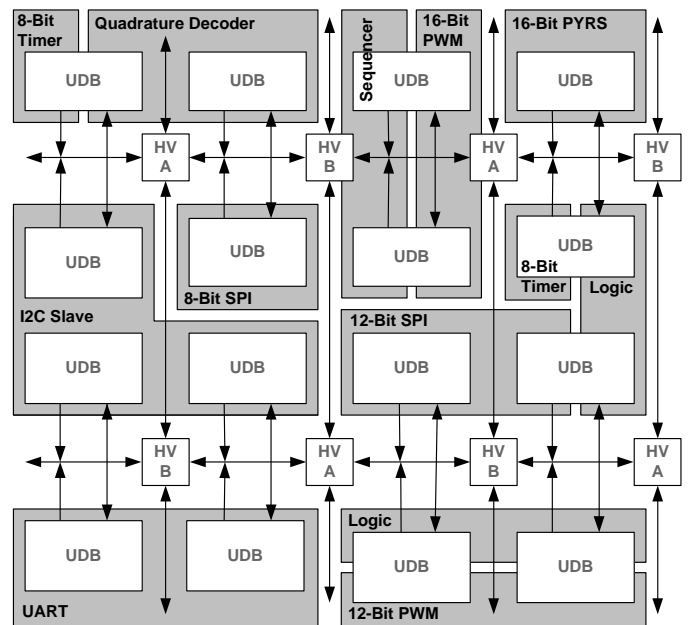 8-Bit
Timer
Quadrature Decoder
Sequencer
16-Bit
PWM
16-Bit PYRS
UDB
UDB
UDB
UDB
HV
A
HV
B
HV
A
HV
B
UDB
UDB
UDB
UDB
8-Bit
Timer
Logic
8-Bit SPI
I2C Slave
12-Bit SPI
UDB
UDB
UDB
UDB
HV
B
HV
A
HV
B
HV
A
Logic
UDB
UDB
UDB
UDB
UART
12-Bit PWM